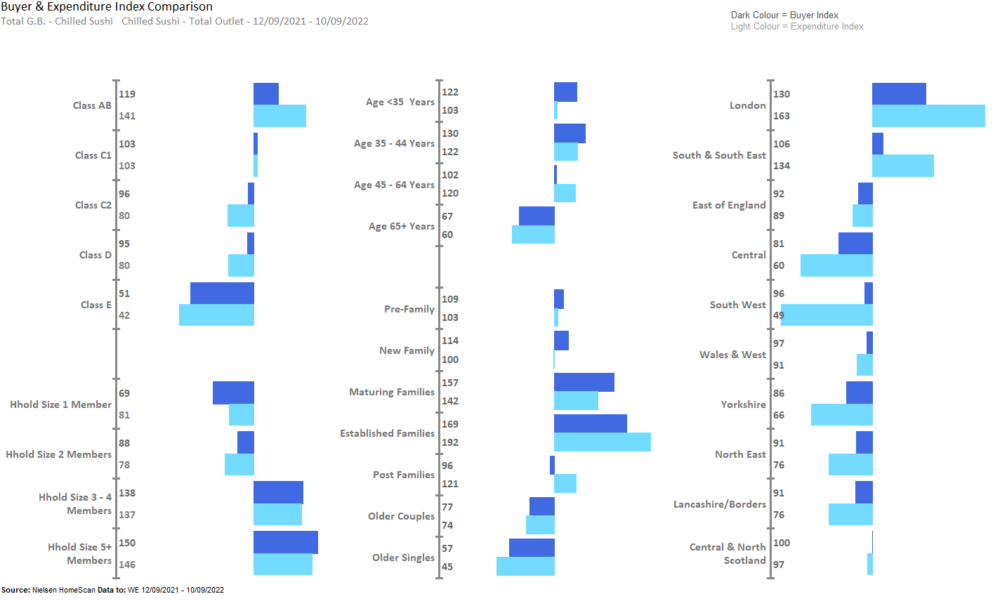 Buyer & Expenditure Index Comparison
Total G.B. - Chilled Sushi   Chilled Sushi - Total Outlet - 12/09/2021 - 10/09/2022
Dark Colour = Buyer Index
Light Colour = Expenditure Index
Class AB
119
141
Class C1
103
103
Class C2
96
80
Class D
95
80
Class E
51
42
Hhold Size 1 Member
69
81
Hhold Size 2 Members
88
78
Hhold Size 3 - 4
Members
138
137
Hhold Size 5+
Members
150
146
Age <35  Years
122
103
Age 35 - 44 Years
130
122
Age 45 - 64 Years
102
120
Age 65+ Years
67
60
Pre-Family
109
103
New Family
114
100
Maturing Families
157
142
Established Families
169
192
Post Families
96
121
Older Couples
77
74
Older Singles
57
45
London
130
163
South & South East
106
134
East of England
92
89
Central
81
60
South West
96
49
Wales & West
97
91
Yorkshire
86
66
North East
91
76
Lancashire/Borders
91
76
Central & North
Scotland
100
97
Source: Nielsen HomeScan Data to: WE 12/09/2021 - 10/09/2022